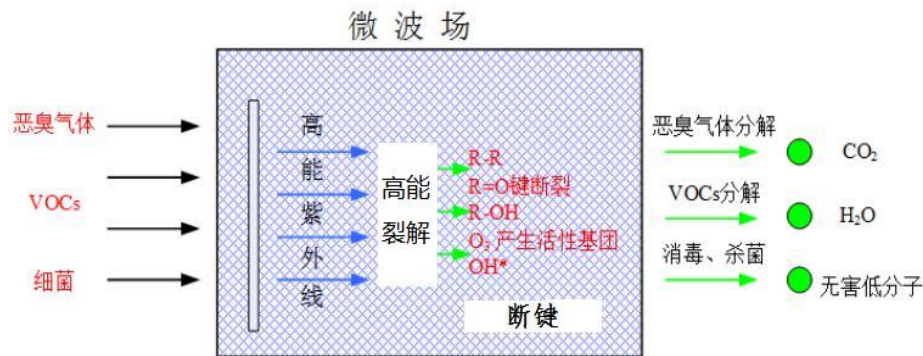 微波场
恶臭气体
VOCs
细菌
高能紫外线
高能
裂解
R-R
R=O键断裂
R-OH
O₂产生活性基团
OH*
断键
恶臭气体分解
VOCs分解
消毒、杀菌
CO₂
H₂O
无害低分子